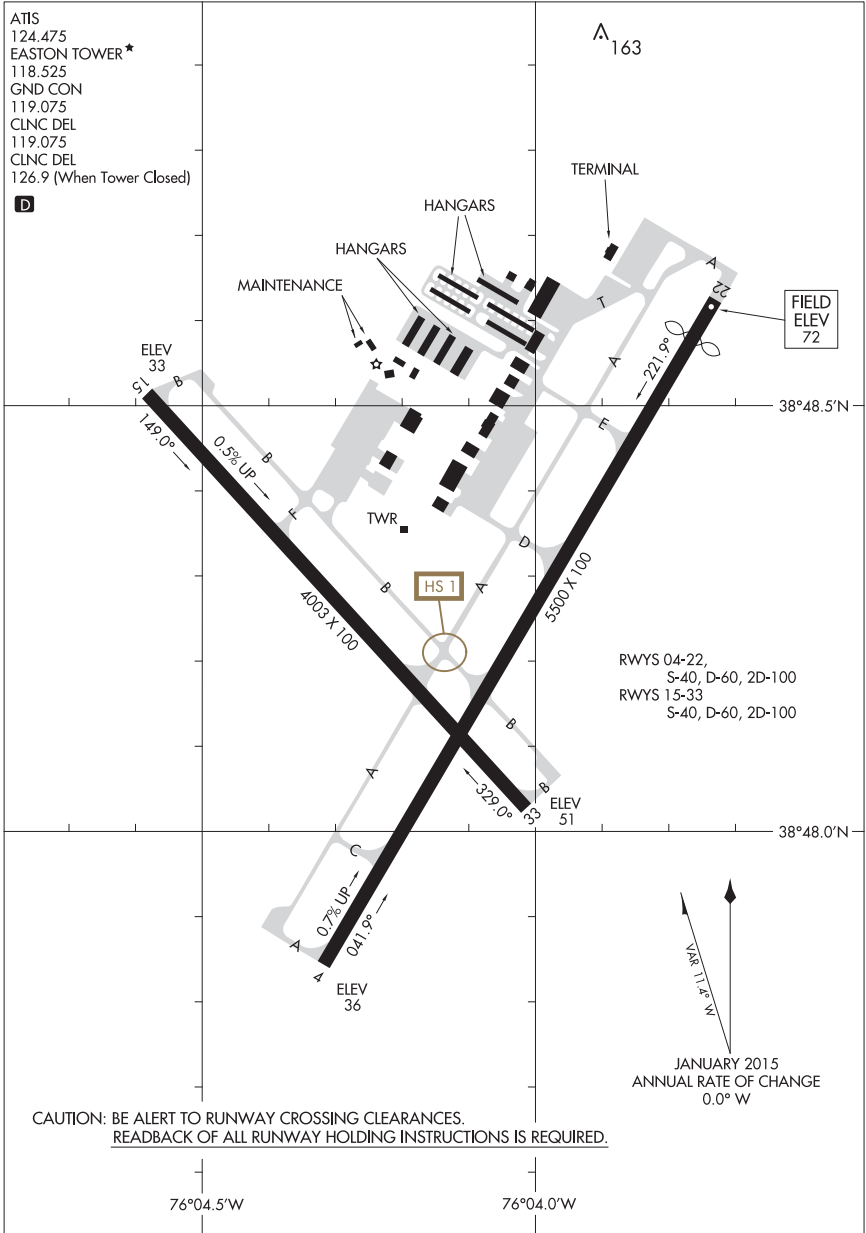 ATIS
124.475
EASTON TOWER★
118.525
GND CON
119.075
CLNC DEL
119.075
CLNC DEL
126.9 (When Tower Closed)
D
163
TERMINAL
HANGARS
HANGARS
MAINTENANCE
A
22
FIELD
ELEV
72
T
A
221.9°
ELEV
33
15
B
38°48.5'N
149.0°
0.5% UP
E
B
F
TWR
D
HS 1
B
A
5500 X 100
4003 X 100
RWYS 04-22,
S-40, D-60, 2D-100
RWYS 15-33
S-40, D-60, 2D-100
B
A
329.0°
B
33
ELEV
51
38°48.0'N
C
0.7% UP
041.9°
A
4
ELEV
36
VAR 11.4° W
JANUARY 2015
ANNUAL RATE OF CHANGE
0.0° W
CAUTION: BE ALERT TO RUNWAY CROSSING CLEARANCES.
READBACK OF ALL RUNWAY HOLDING INSTRUCTIONS IS REQUIRED.
76°04.5'W
76°04.0'W